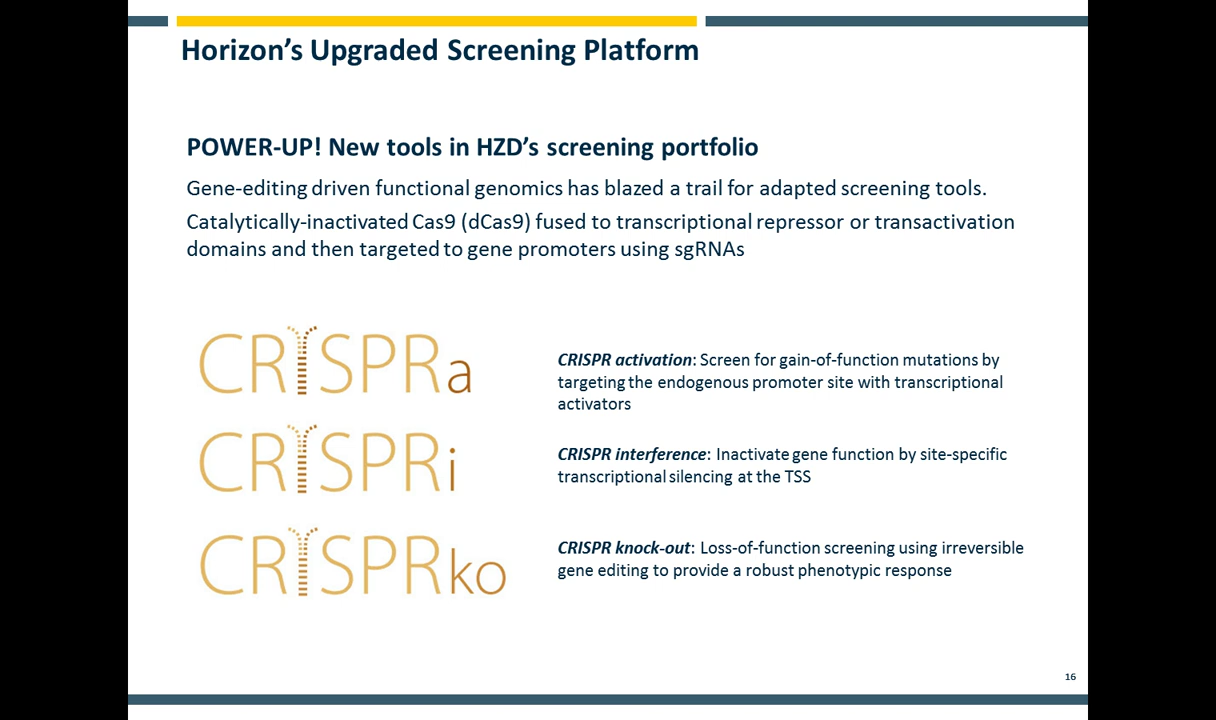 Horizon's Upgraded Screening Platform
POWER-UP! New tools in HZD's screening portfolio
Gene-editing driven functional genomics has blazed a trail for adapted screening tools.
Catalytically-inactivated Cas9 (dCas9) fused to transcriptional repressor or transactivation
domains and then targeted to gene promoters using sgRNAs
CRISPRa
CRISPR activation: Screen for gain-of-function mutations by
targeting the endogenous promoter site with transcriptional
activators
CRISPRi
CRISPR interference: Inactivate gene function by site-specific
transcriptional silencing at the TSS
CRISPRko
CRISPR knock-out: Loss-of-function screening using irreversible
gene editing to provide a robust phenotypic response
16